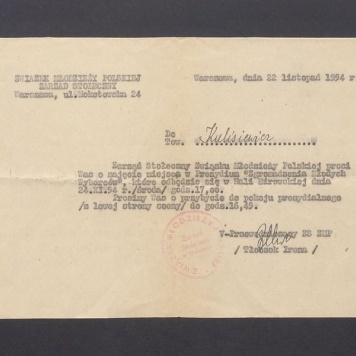 ZWIĄZEK MŁODZIEŻY POLSKIEJ
ZARZĄD STOŁECZNY
Warszawa, ul.Mokotowska 24
Warszawa, dnia 22 listopad 1954 r
Do
Tow. Kulisiewicz
Zarząd Stołeczny Związku Młodzieży Polskiej prosi
Was o zajęcie miejsca w Prezydium "Zgromadzenia Młodych
Wyborców", które odbędzie się w Hali Mirowskiej dnia
24.XI.54 /środa/ godz.17,00.
Prosimy Was o przybycie do pokoju prezydialnego
/z lewej strony sceny/ do godz.16,45.
V-Przewodniczący ZS ZMP
/ Tłoczek Irena /